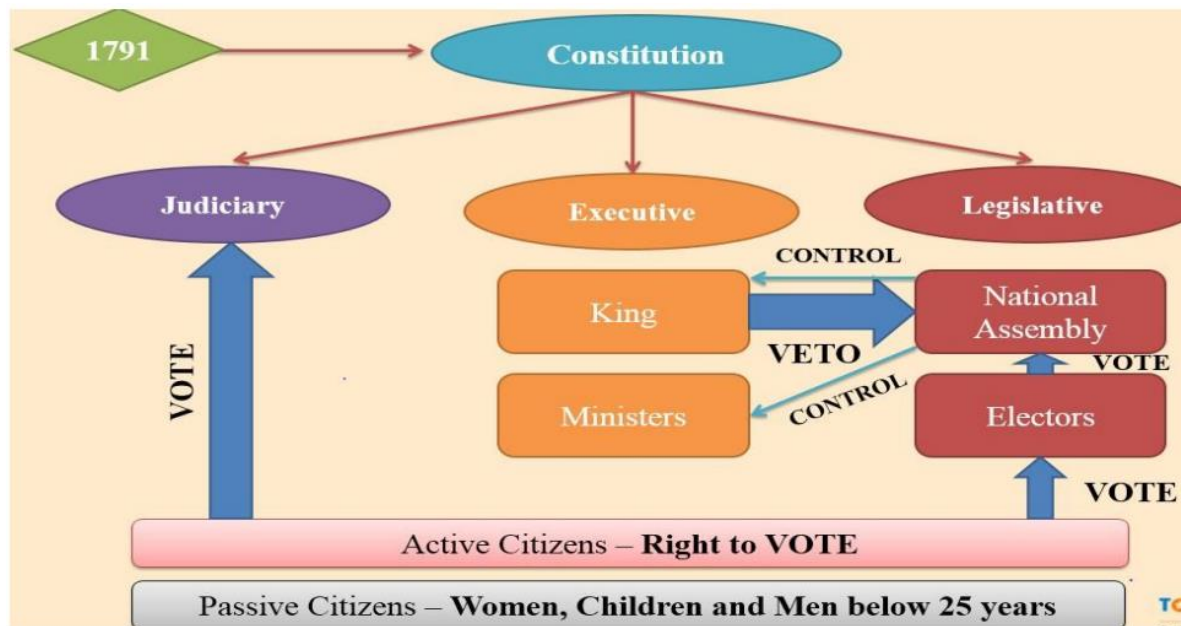 1791
Constitution
Judiciary
Executive
Legislative
CONTROL
King
National
Assembly
VETO
VOTE
VOTE
CONTROL
Ministers
Electors
VOTE
Active Citizens – Right to VOTE
Passive Citizens – Women, Children and Men below 25 years